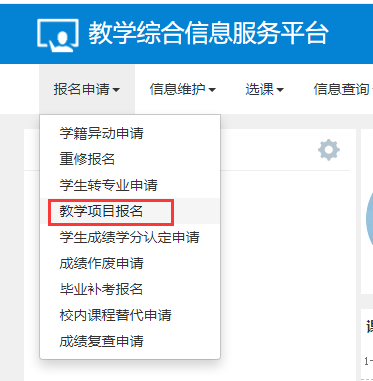 教学综合信息服务平台
报名申请 信息维护 选课 信息查询
学籍异动申请
重修报名
学生转专业申请
教学项目报名
学生成绩学分认定申请
成绩作废申请
毕业补考报名
校内课程替代申请
成绩复查申请
1-